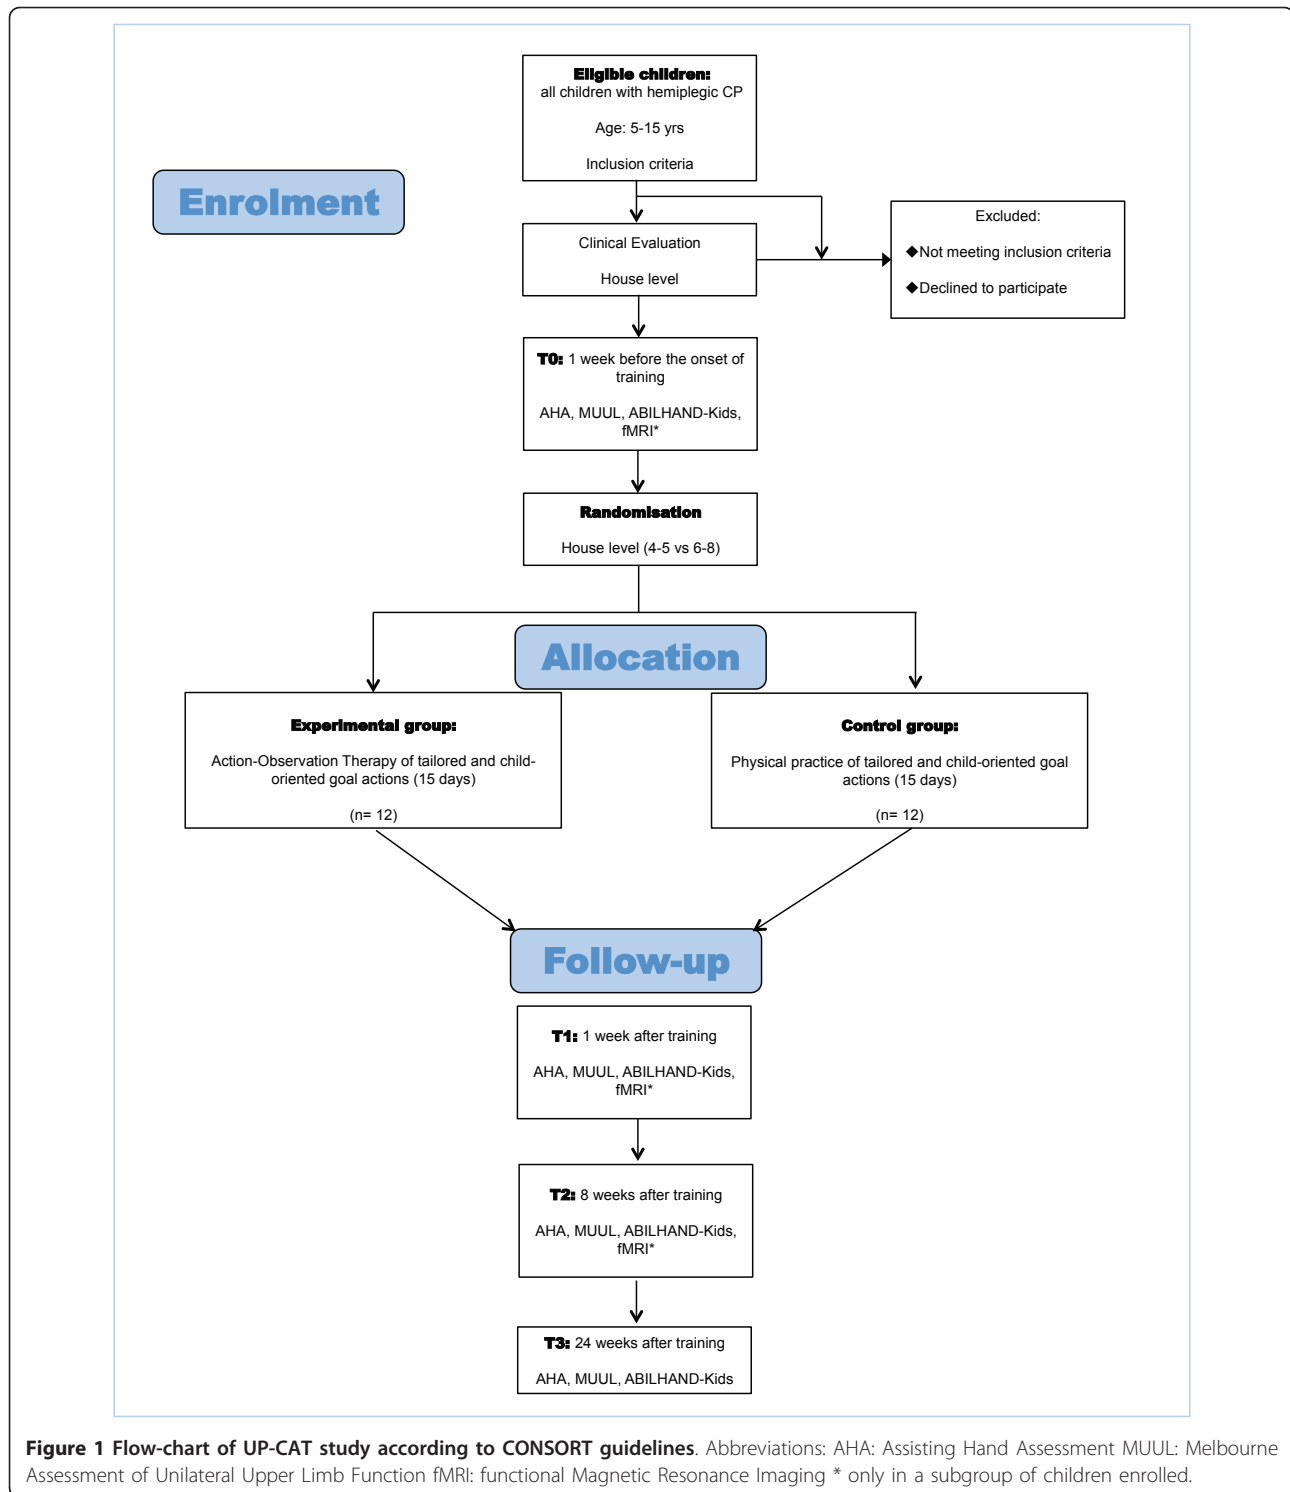 Eligible children:
all children with hemiplegic CP
Age: 5-15 yrs
Inclusion criteria
Enrolment
Clinical Evaluation
House level
Excluded:
◆Not meeting inclusion criteria
◆Declined to participate
T0: 1 week before the onset of
training
AHA, MUUL, ABILHAND-Kids,
fMRI*
Randomisation
House level (4-5 vs 6-8)
Allocation
Experimental group:
Action-Observation Therapy of tailored and child-
oriented goal actions (15 days)
(n= 12)
Control group:
Physical practice of tailored and child-oriented goal
actions (15 days)
(n= 12)
Follow-up
T1: 1 week after training
AHA, MUUL, ABILHAND-Kids,
fMRI*
T2: 8 weeks after training
AHA, MUUL, ABILHAND-Kids,
fMRI*
T3: 24 weeks after training
AHA, MUUL, ABILHAND-Kids
Figure 1 Flow-chart of UP-CAT study according to CONSORT guidelines. Abbreviations: AHA: Assisting Hand Assessment MUUL: Melbourne
Assessment of Unilateral Upper Limb Function fMRI: functional Magnetic Resonance Imaging * only in a subgroup of children enrolled.